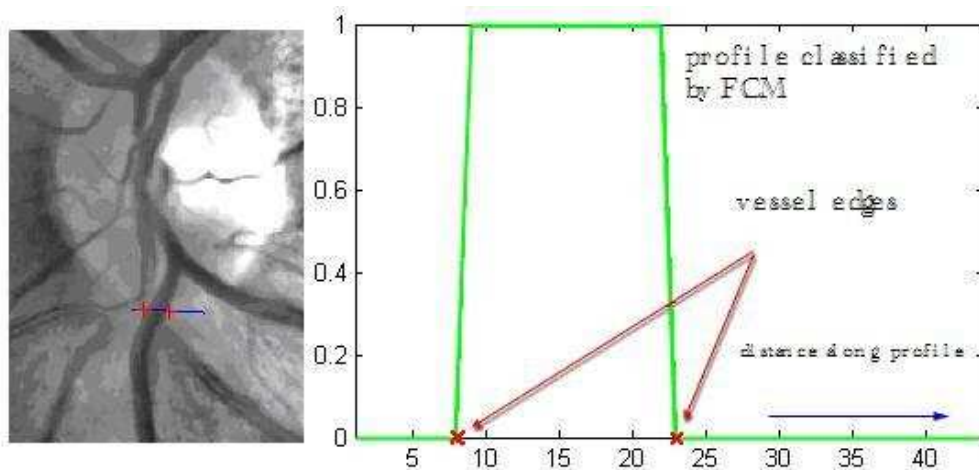 1
0.8
0.6
0.4
0.2
0
5 10 15 20 25 30 35 40
profile classified
by FCM
vessel edges
distance along profile .